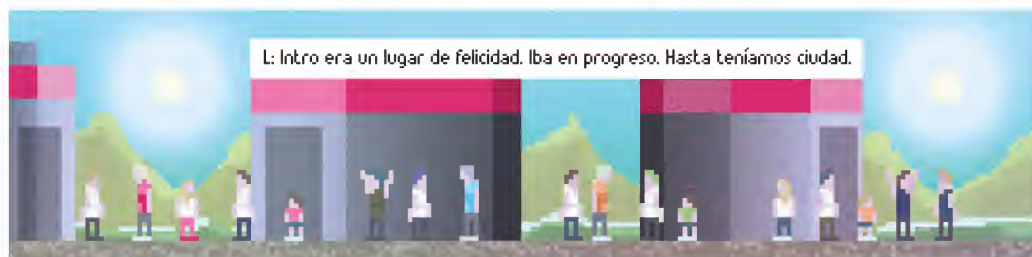 L: Intro era un lugar de felicidad. Iba en progreso. Hasta teníamos ciudad.